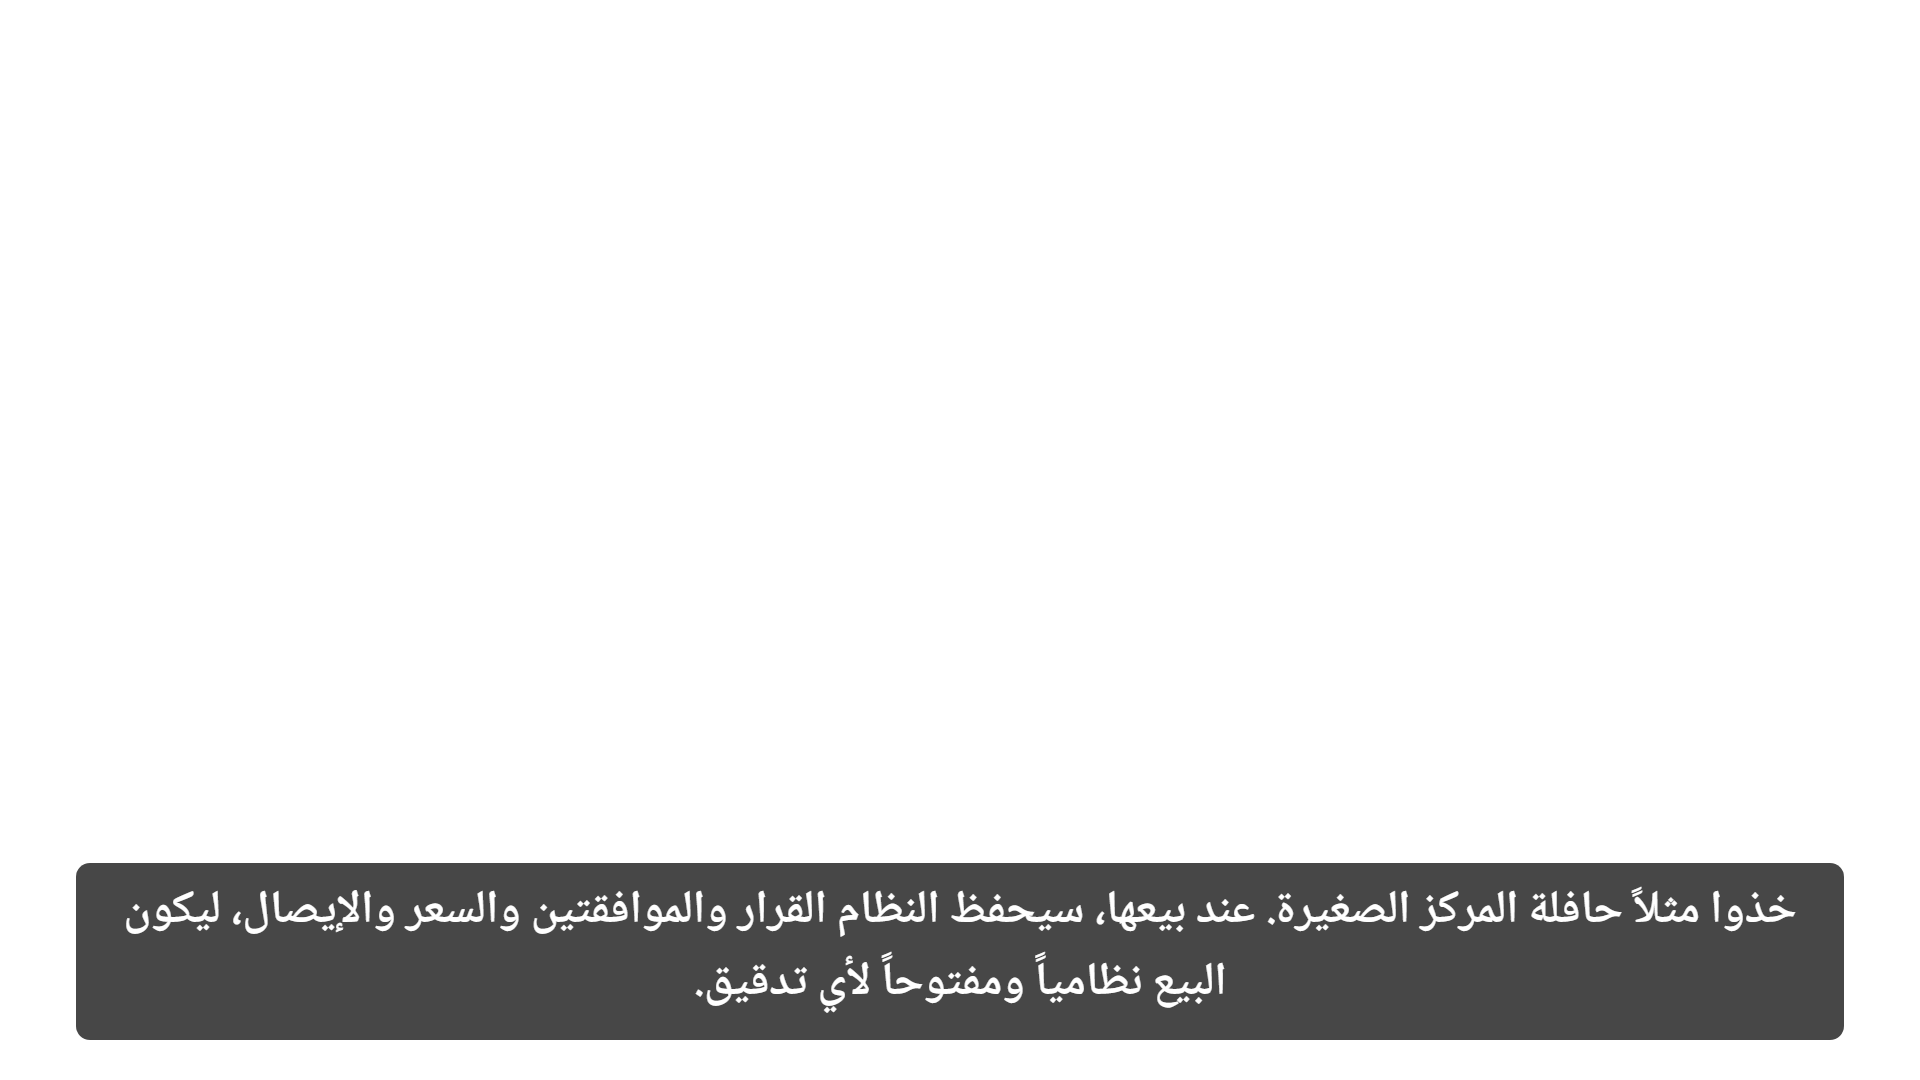 خذوا مثلاً حافلة المركز الصغيرة. عند بيعها، سيحفظ النظام القرار والموافقتين والسعر والإيصال، ليكون
البيع نظامياً ومفتوحاً لأي تدقيق.